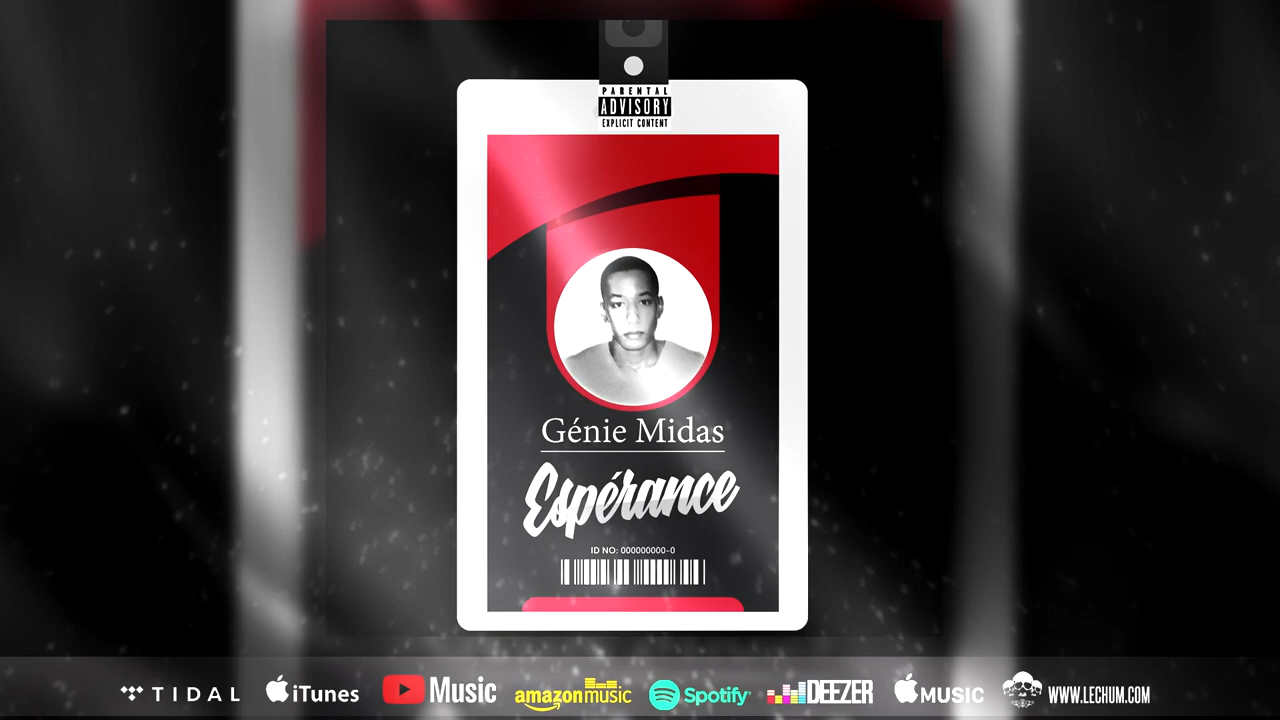 PARENTAL
ADVISORY
EXPLICIT CONTENT
Génie Midas
Espérance
ID NO: 000000000-0
TIDAL iTunes Music amazonmusic Spotify DEEZER MUSIC WWW.LECHUM.COM